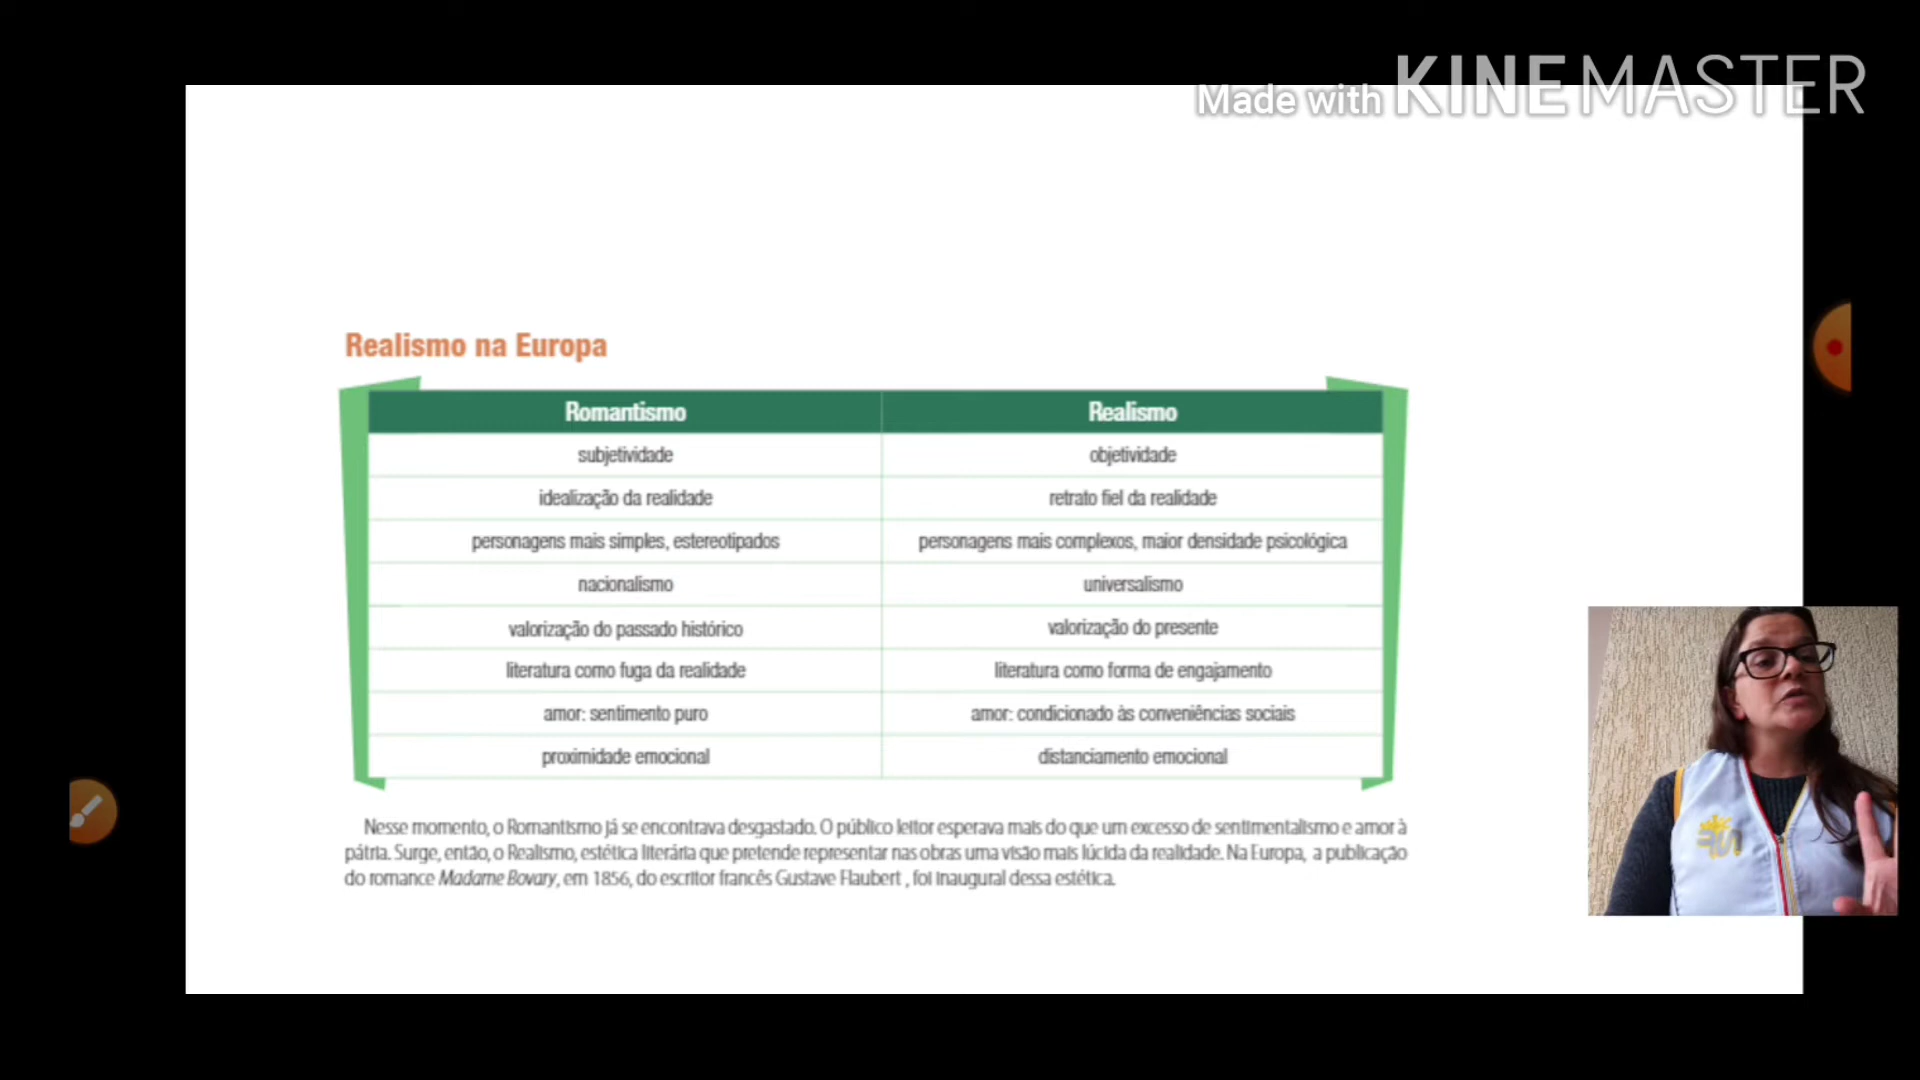 Made with KINEMASTER
Realismo na Europa
Romantismo Realismo
subjetividade objetividade
idealização da realidade retrato fiel da realidade
personagens mais simples, estereotipados personagens mais complexos, maior densidade psicológica
nacionalismo universalismo
valorização do passado histórico valorização do presente
literatura como fuga da realidade literatura como forma de engajamento
amor: sentimento puro amor: condicionado às conveniências sociais
proximidade emocional distanciamento emocional
Nesse momento, o Romantismo já se encontrava desgastado. O público leitor esperava mais do que um excesso de sentimentalismo e amor à
pátria. Surge, então, o Realismo, estética literária que pretende representar nas obras uma visão mais lúcida da realidade. Na Europa, a publicação
do romance Madame Bovary, em 1856, do escritor francês Gustave Flaubert , foi inaugural dessa estética.